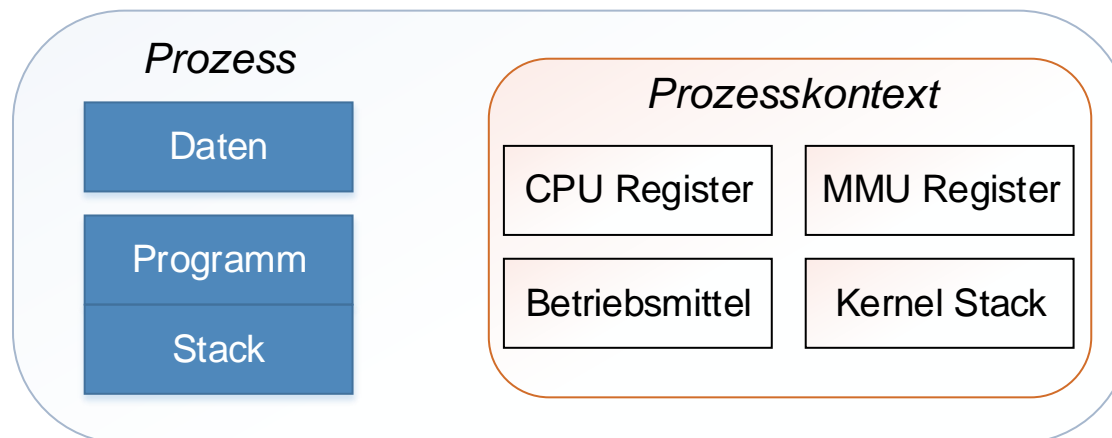 Prozess
Daten
Programm
Stack
Prozesskontext
CPU Register
MMU Register
Betriebsmittel
Kernel Stack